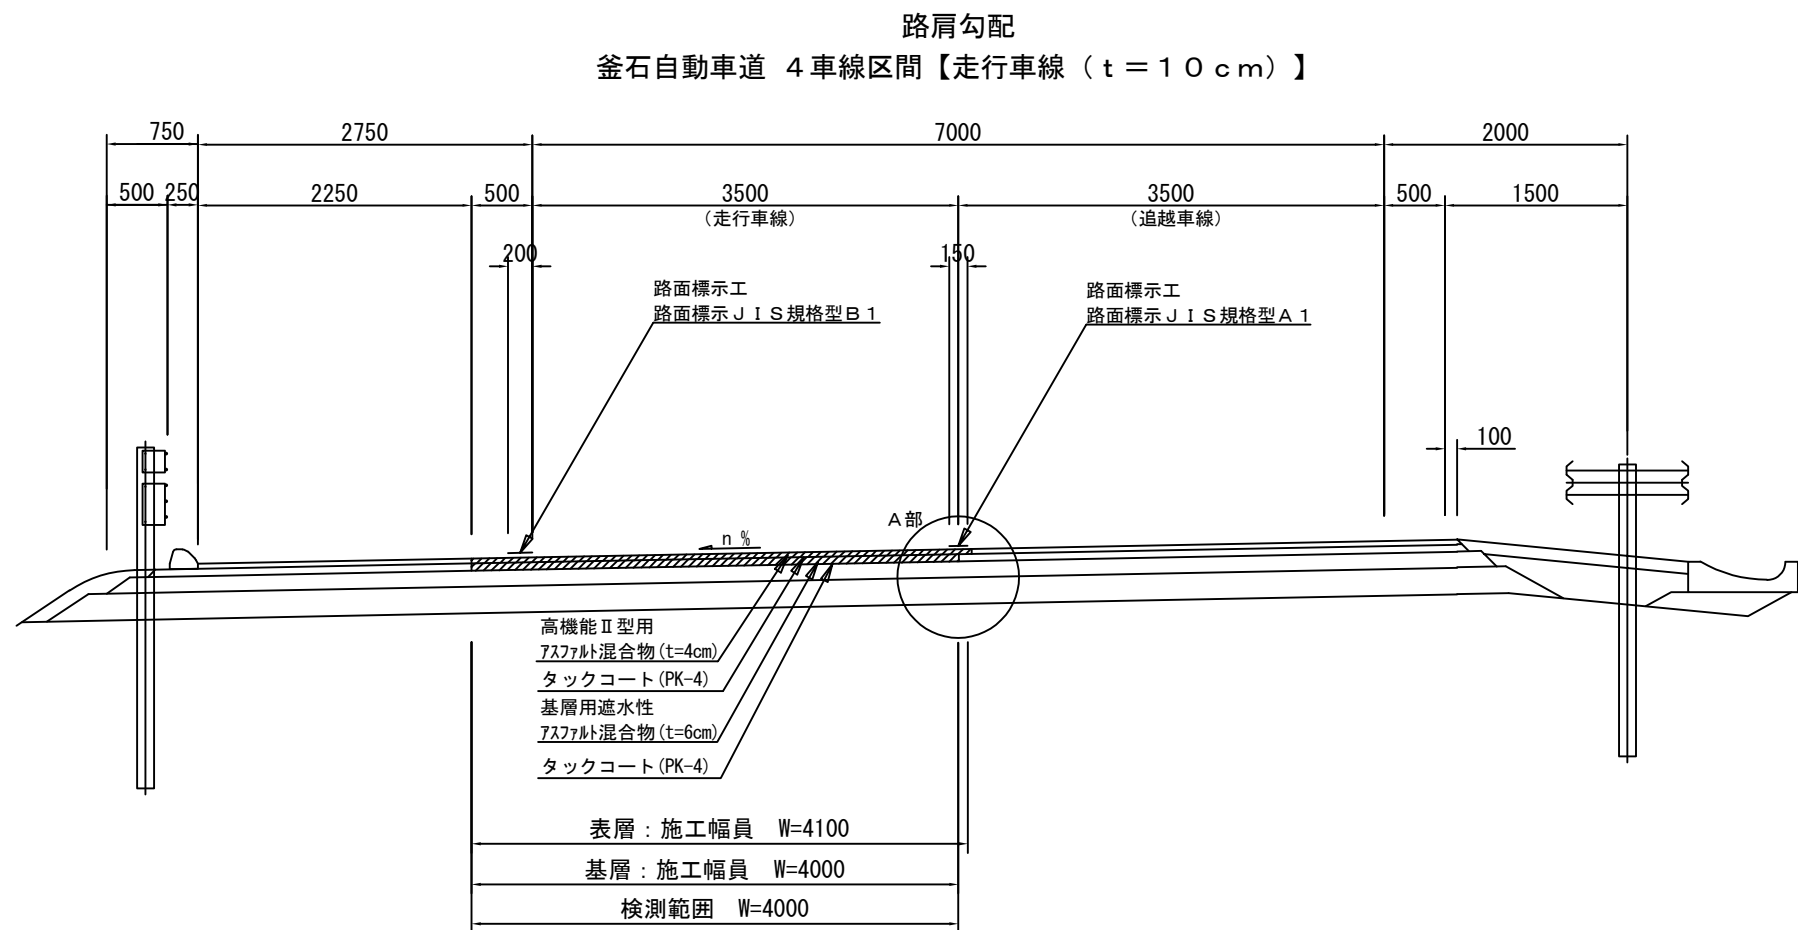 路肩勾配
釜石自動車道 ４車線区間【走行車線（ｔ＝１０ｃｍ）】
750 2750 7000 2000
500 250 2250 500 3500 3500 500 1500
（走行車線） （追越車線）
200 150
路面標示工
路面標示ＪＩＳ規格型Ｂ１
路面標示工
路面標示ＪＩＳ規格型Ａ１
100
Ａ部
n %
高機能Ⅱ型用
ｱｽﾌｧﾙﾄ混合物(t=4cm)
タックコート(PK-4)
基層用遮水性
ｱｽﾌｧﾙﾄ混合物(t=6cm)
タックコート(PK-4)
表層：施工幅員 W=4100
基層：施工幅員 W=4000
検測範囲 W=4000